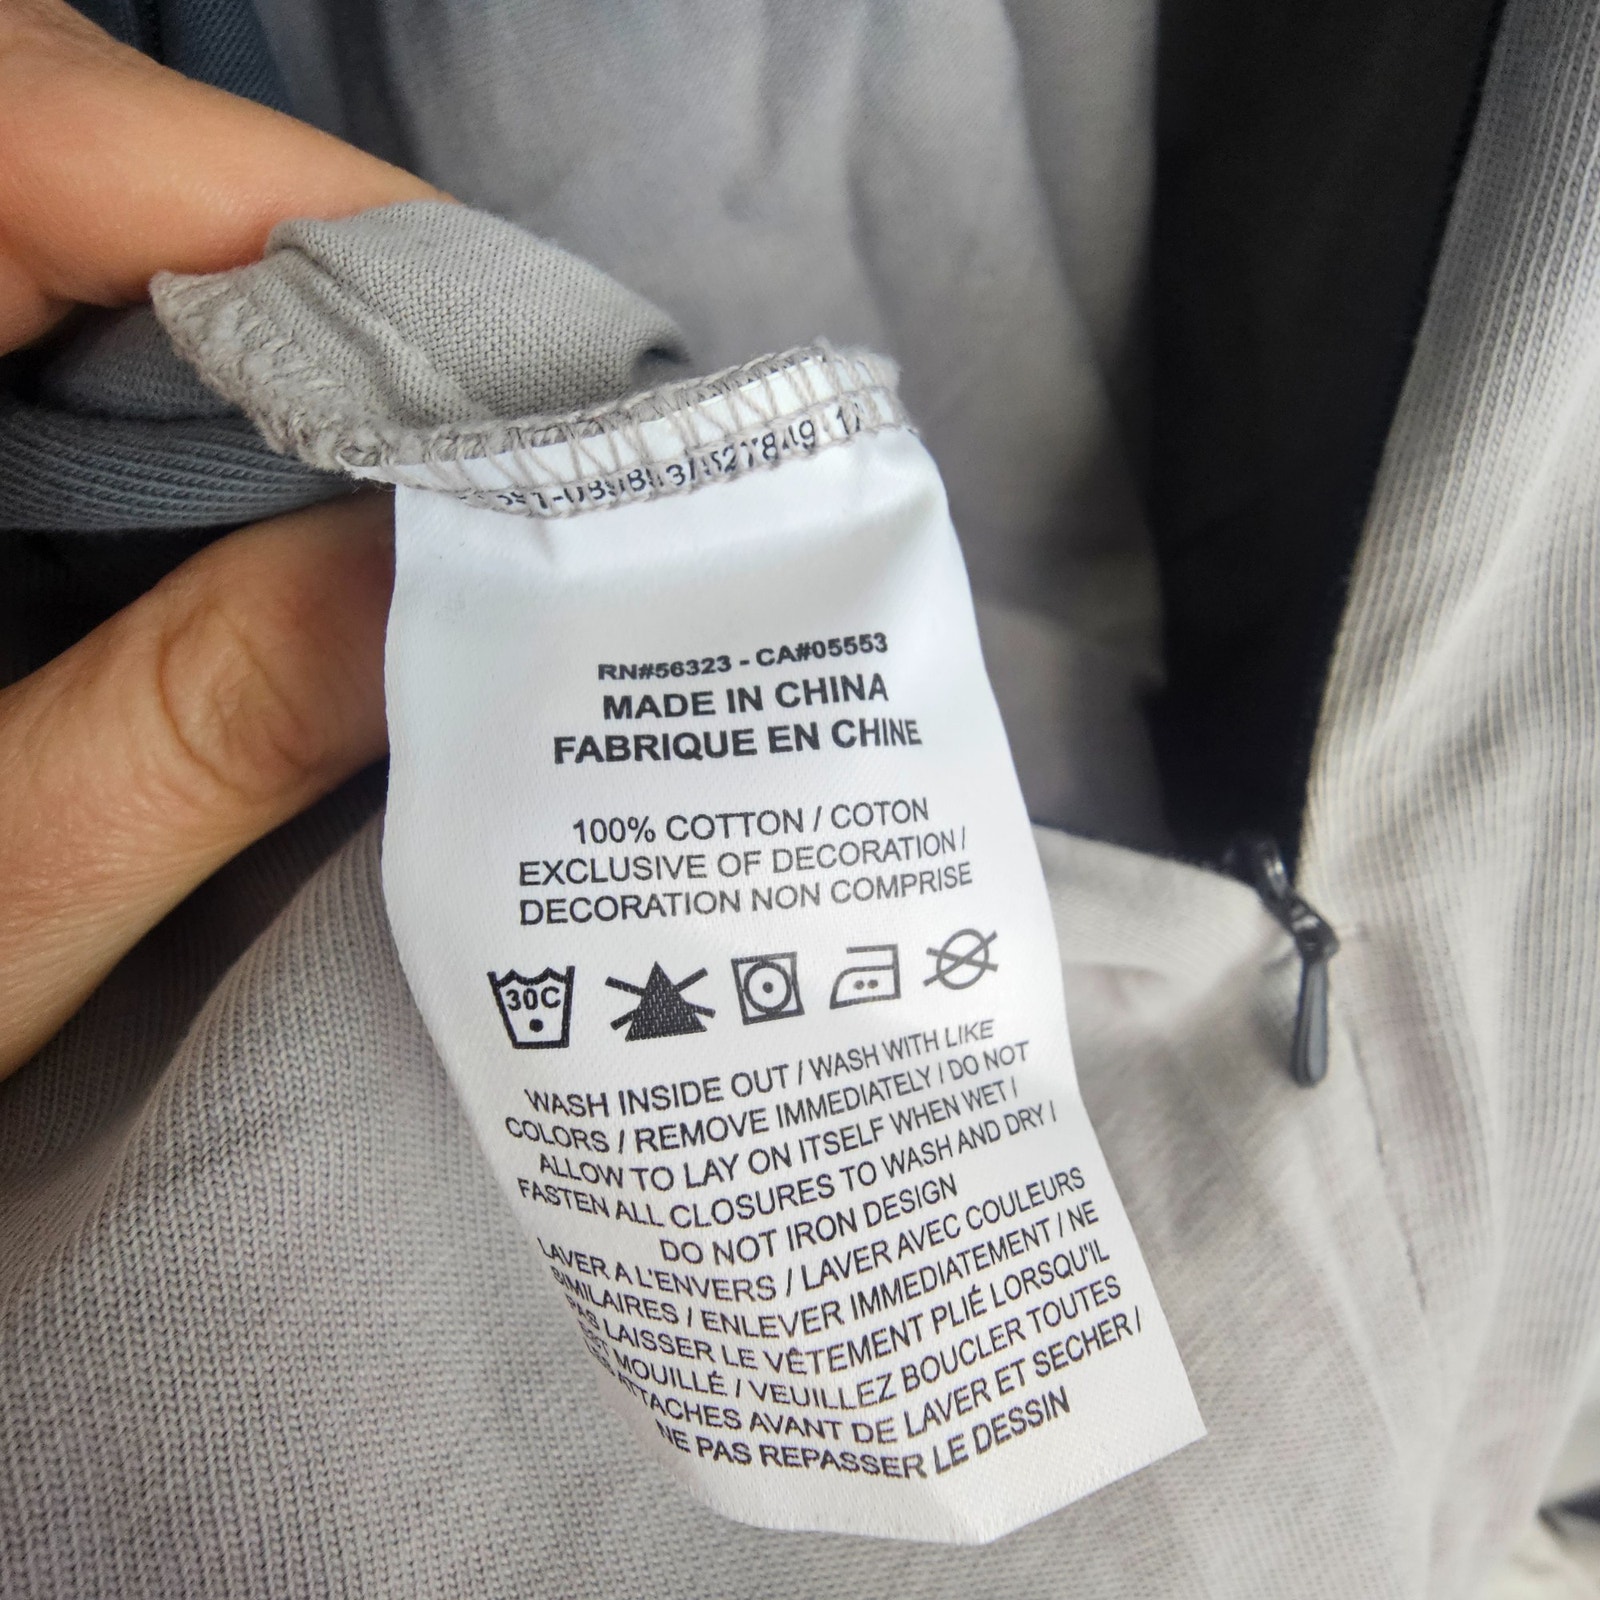 RN#56323 - CA#05553
MADE IN CHINA
FABRIQUE EN CHINE
100% COTTON / COTON
EXCLUSIVE OF DECORATION /
DECORATION NON COMPRISE
30C
WASH INSIDE OUT / WASH WITH LIKE
COLORS / REMOVE IMMEDIATELY / DO NOT
ALLOW TO LAY ON ITSELF WHEN WET /
FASTEN ALL CLOSURES TO WASH AND DRY /
DO NOT IRON DESIGN
LAVER A L'ENVERS / LAVER AVEC COULEURS
SIMILAIRES / ENLEVER IMMEDIATEMENT / NE
PAS LAISSER LE VÊTEMENT PLIÉ LORSQU'IL
EST MOUILLÉ / VEUILLEZ BOUCLER TOUTES
ATTACHES AVANT DE LAVER ET SECHER /
NE PAS REPASSER LE DESSIN